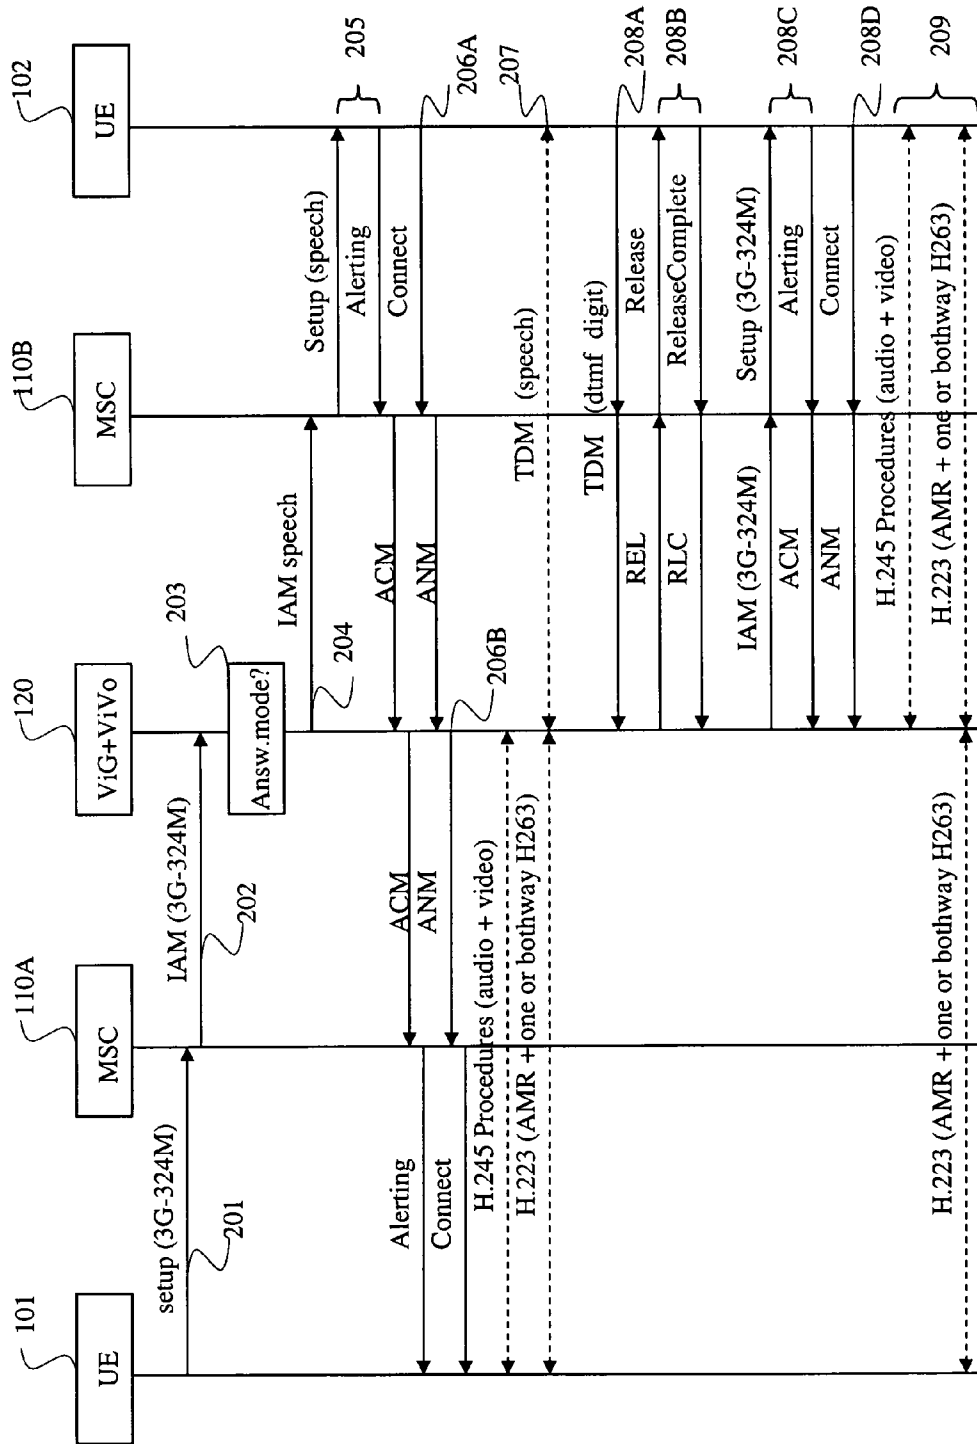 101
110A
120
110B
102
UE
MSC
ViG+ViVo
MSC
UE
setup (3G-324M)
201
IAM (3G-324M)
202
203
Answ.mode?
IAM speech
204
Setup (speech)
205
Alerting
Connect
206A
ACM
ANM
206B
ACM
ANM
Alerting
Connect
H.245 Procedures (audio + video)
H.223 (AMR + one or bothway H263)
TDM (speech)
207
TDM (dtmf digit)
208A
REL
Release
208B
RLC
ReleaseComplete
IAM (3G-324M)
Setup (3G-324M)
208C
ACM
Alerting
ANM
Connect
208D
H.245 Procedures (audio + video)
209
H.223 (AMR + one or bothway H263)
H.223 (AMR + one or bothway H263)